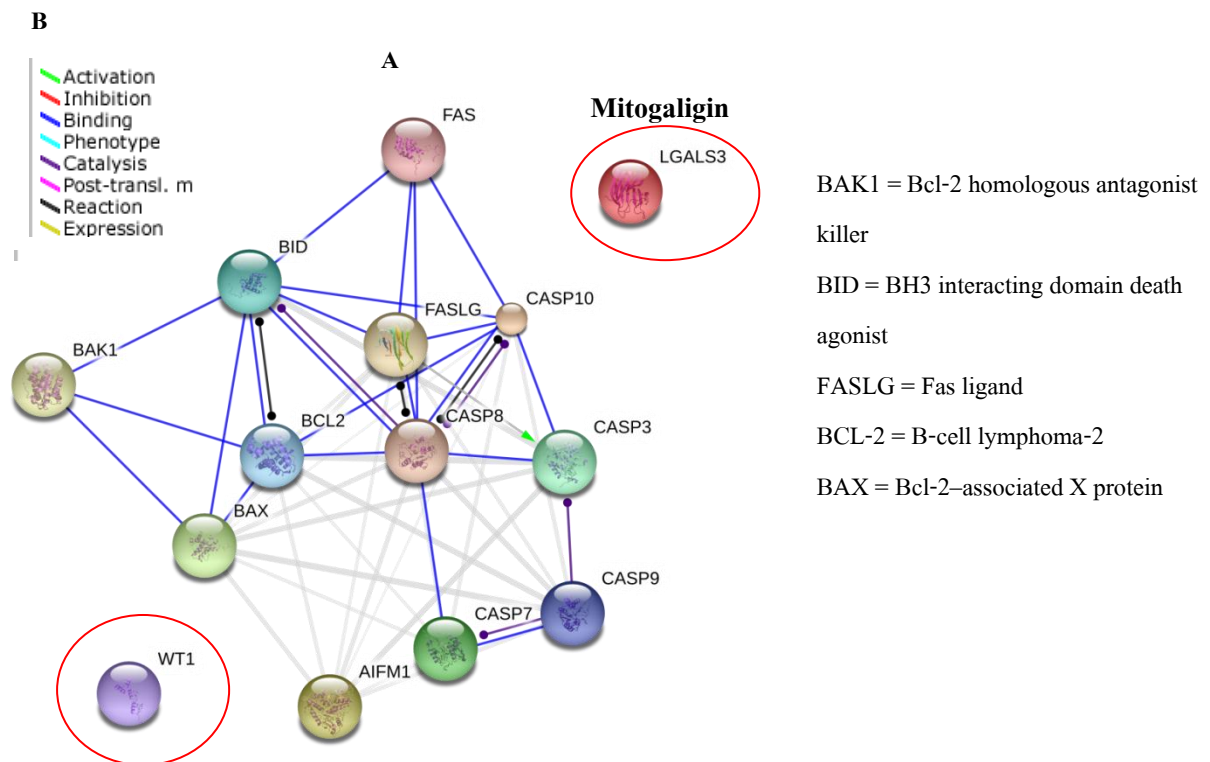 B
Activation
Inhibition
Binding
Phenotype
Catalysis
Post-transl. m
Reaction
Expression
A
FAS
Mitogaligin
LGALS3
BID
FASLG
CASP10
BAK1
BCL2
CASP8
CASP3
BAX
CASP9
CASP7
WT1
AIFM1
BAK1 = Bcl-2 homologous antagonist
killer
BID = BH3 interacting domain death
agonist
FASLG = Fas ligand
BCL-2 = B-cell lymphoma-2
BAX = Bcl-2–associated X protein